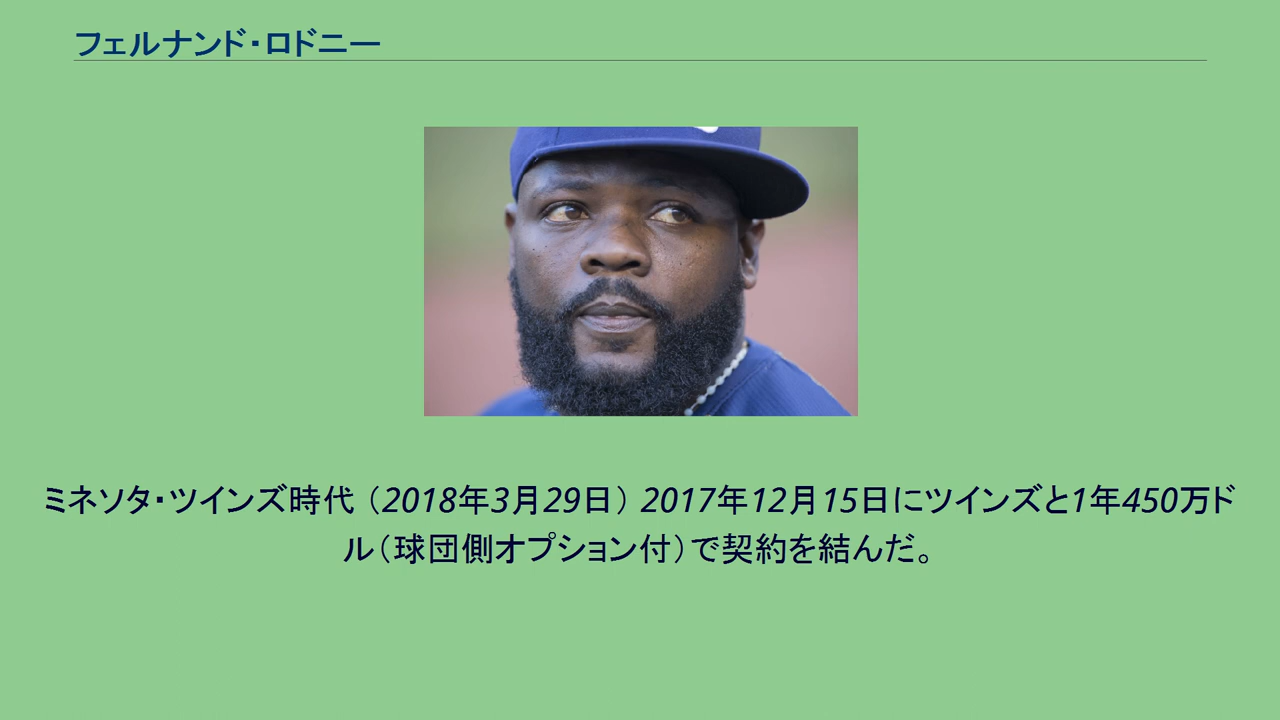 フェルナンド・ロドニー
ミネソタ・ツインズ時代（2018年3月29日）2017年12月15日にツインズと1年450万ド
ル（球団側オプション付）で契約を結んだ。